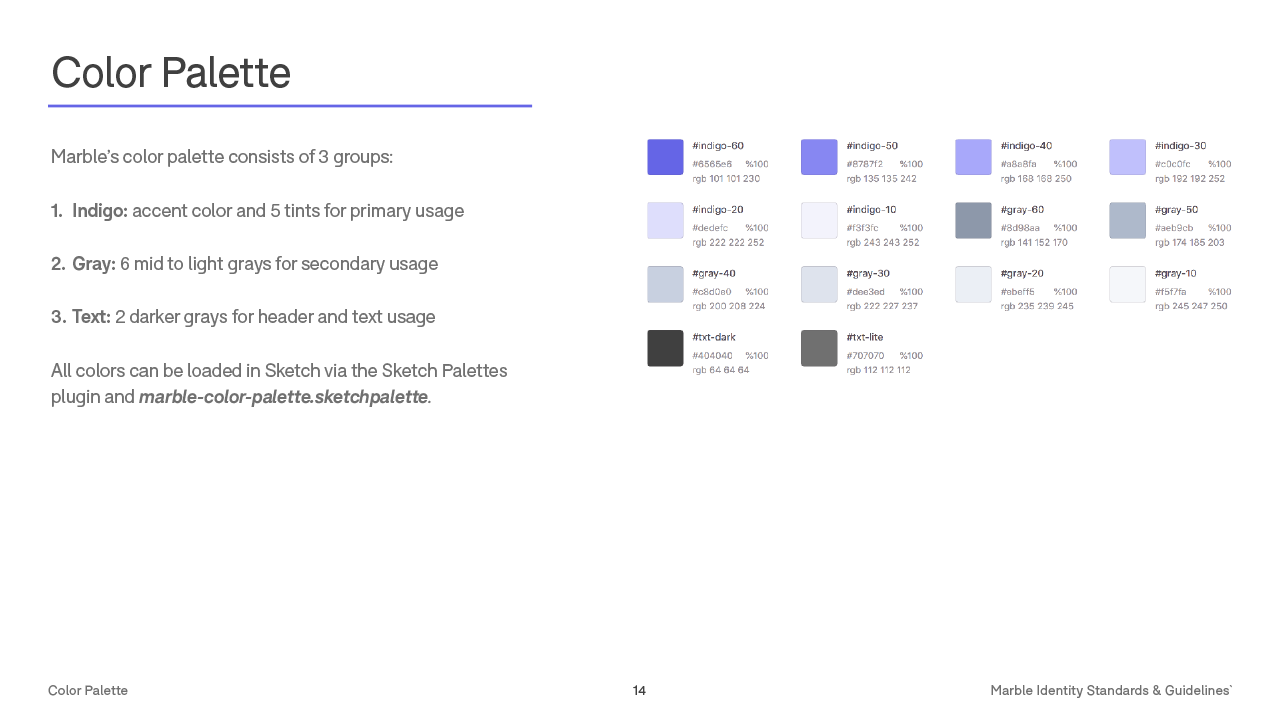 Color Palette
Marble's color palette consists of 3 groups:
1. Indigo: accent color and 5 tints for primary usage
2. Gray: 6 mid to light grays for secondary usage
3. Text: 2 darker grays for header and text usage
All colors can be loaded in Sketch via the Sketch Palettes
plugin and marble-color-palette.sketchpalette.
#indigo-60
#6565e6 %100
rgb 101 101 230
#indigo-50
#8787f2 %100
rgb 135 135 242
#indigo-40
#a8a8fa %100
rgb 168 168 250
#indigo-30
#c0c0fc %100
rgb 192 192 252
#indigo-20
#dedefc %100
rgb 222 222 252
#indigo-10
#f3f3fc %100
rgb 243 243 252
#gray-60
#8d98aa %100
rgb 141 152 170
#gray-50
#aeb9cb %100
rgb 174 185 203
#gray-40
#c8d0e0 %100
rgb 200 208 224
#gray-30
#dee3ed %100
rgb 222 227 237
#gray-20
#ebeff5 %100
rgb 235 239 245
#gray-10
#f5f7fa %100
rgb 245 247 250
#txt-dark
#404040 %100
rgb 64 64 64
#txt-lite
#707070 %100
rgb 112 112 112
Color Palette
14
Marble Identity Standards & Guidelines`